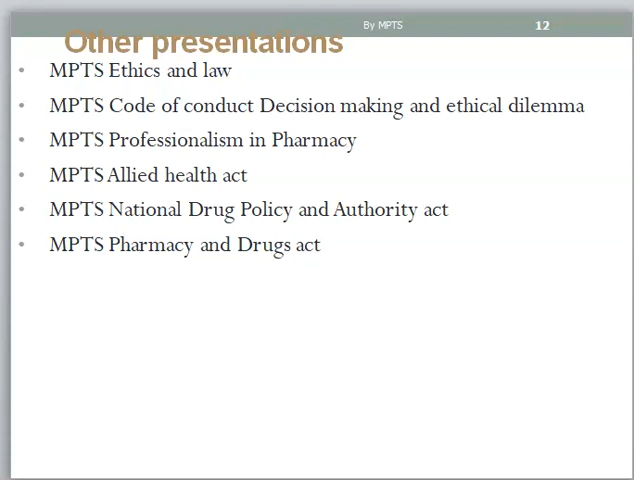 By MPTS 12
Other presentations
• MPTS Ethics and law
• MPTS Code of conduct Decision making and ethical dilemma
• MPTS Professionalism in Pharmacy
• MPTS Allied health act
• MPTS National Drug Policy and Authority act
• MPTS Pharmacy and Drugs act